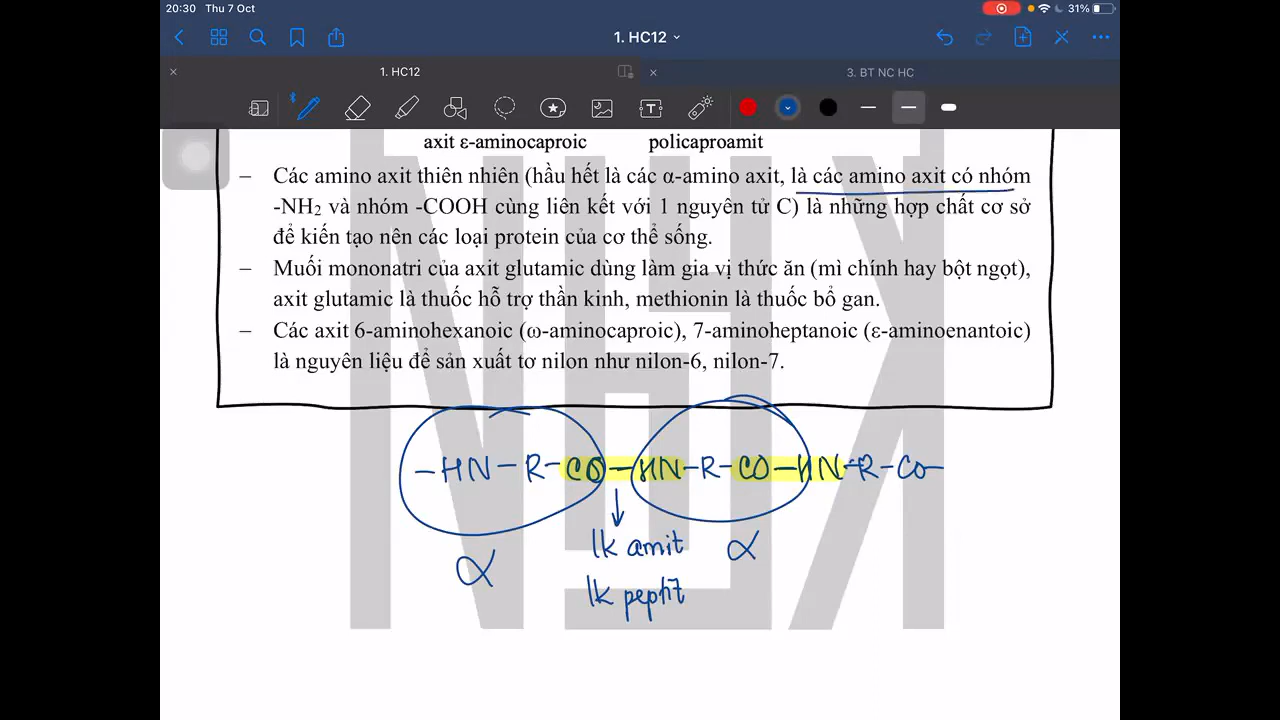 20:30 Thu 7 Oct
31%
1. HC12
1. HC12
3. BT NC HC
axit ε-aminocaproic policaproamit
– Các amino axit thiên nhiên (hầu hết là các α-amino axit, là các amino axit có nhóm
-NH₂ và nhóm -COOH cùng liên kết với 1 nguyên tử C) là những hợp chất cơ sở
để kiến tạo nên các loại protein của cơ thể sống.
– Muối mononatri của axit glutamic dùng làm gia vị thức ăn (mì chính hay bột ngọt),
axit glutamic là thuốc hỗ trợ thần kinh, methionin là thuốc bổ gan.
– Các axit 6-aminohexanoic (ω-aminocaproic), 7-aminoheptanoic (ε-aminoenantoic)
là nguyên liệu để sản xuất tơ nilon như nilon-6, nilon-7.
–HN–R–CO–HN–R–CO–HN–R–CO–
lk amit α
α
lk peptit